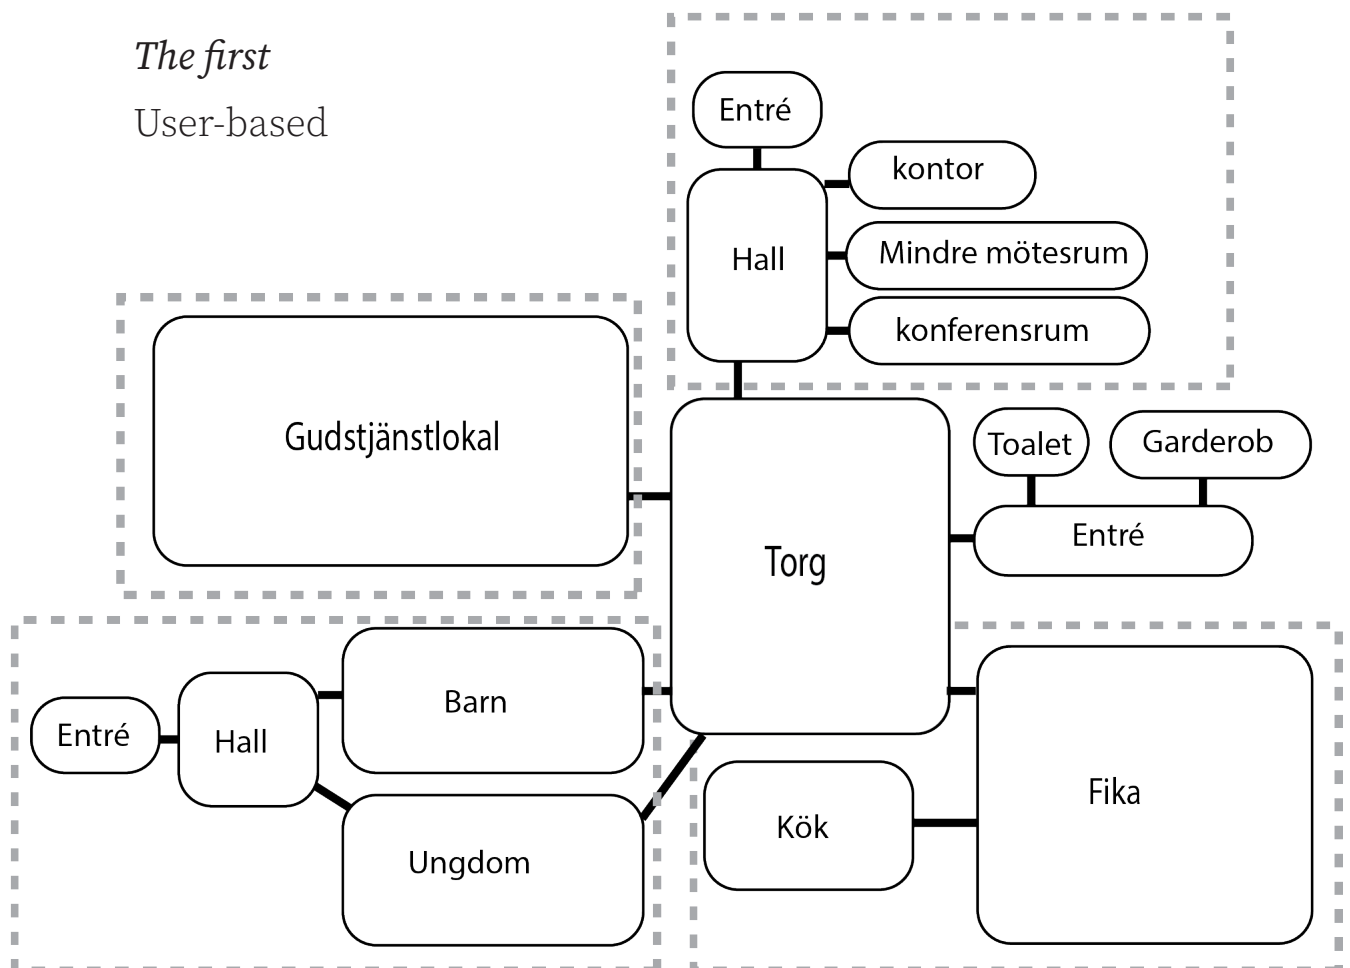 The first
User-based
Entré
kontor
Hall
Mindre mötesrum
konferensrum
Gudstjänstlokal
Toalet
Garderob
Torg
Entré
Barn
Entré
Hall
Ungdom
Kök
Fika